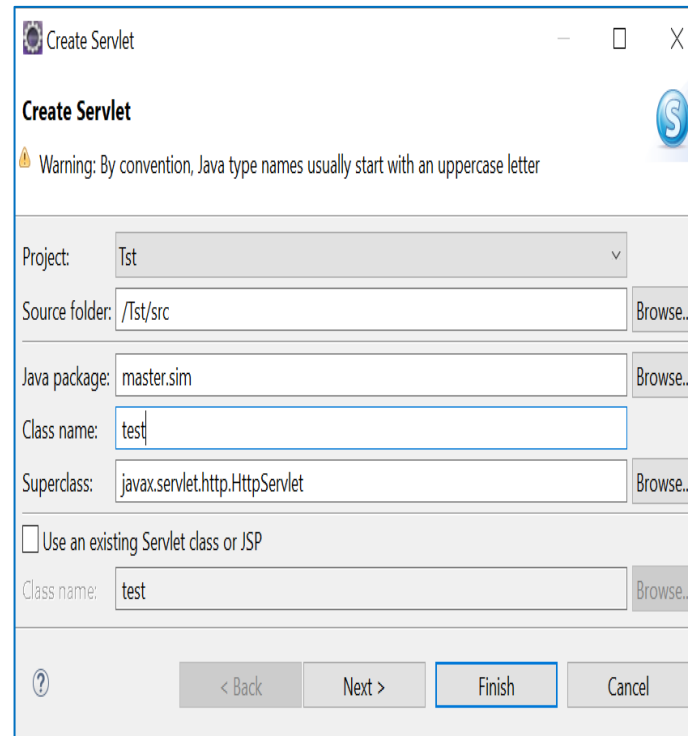 Create Servlet
Create Servlet
Warning: By convention, Java type names usually start with an uppercase letter
Project: Tst
Source folder: /Tst/src Browse..
Java package: master.sim Browse..
Class name: test
Superclass: javax.servlet.http.HttpServlet Browse..
Use an existing Servlet class or JSP
Class name: test Browse..
? < Back Next > Finish Cancel